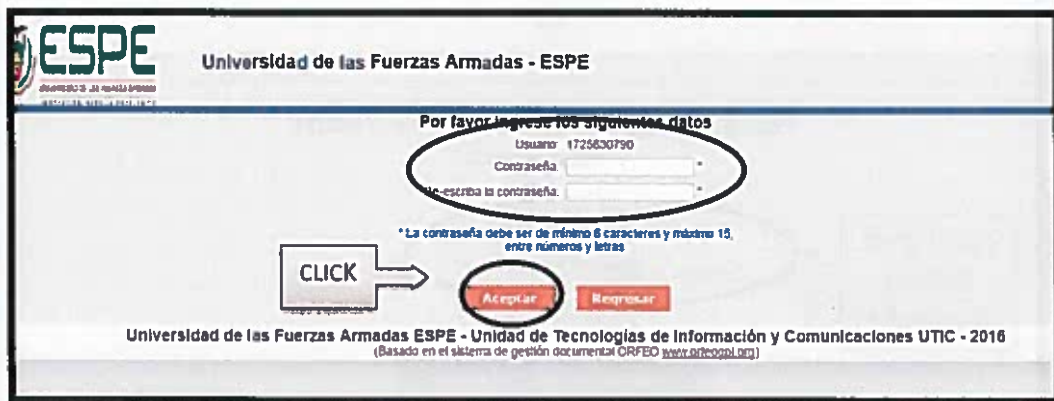 ESPE
Universidad de las Fuerzas Armadas - ESPE
Por favor ingrese los siguientes datos
Usuario: 1725630790
Contraseña: *
Re-escriba la contraseña: *
* La contraseña debe ser de mínimo 6 caracteres y máximo 15,
entre números y letras
CLICK
Aceptar Regresar
Universidad de las Fuerzas Armadas ESPE - Unidad de Tecnologías de Información y Comunicaciones UTIC - 2016
(Basado en el sistema de gestión documental ORFEO www.orfeogpl.org)